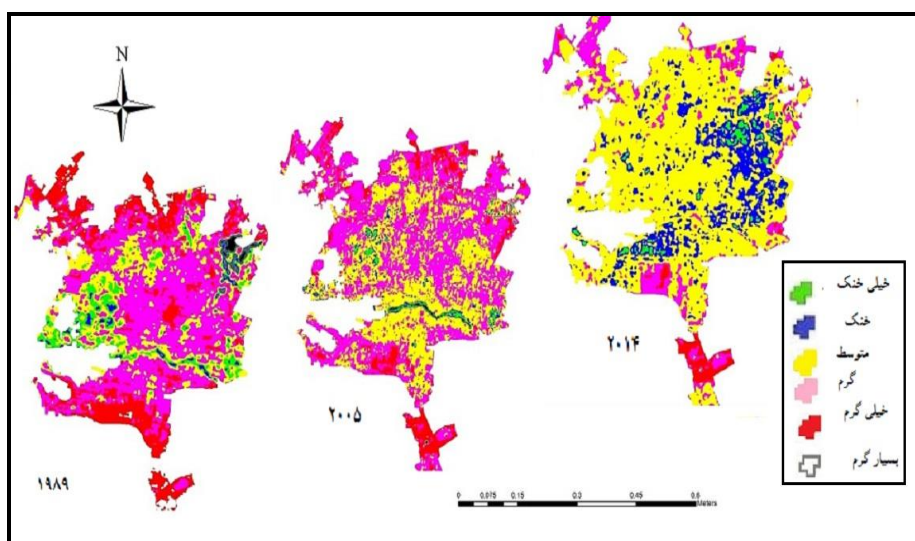 N
۱۹۸۹
۲۰۰۵
۲۰۱۴
خیلی خنک
خنک
متوسط
گرم
خیلی گرم
بسیار گرم
0 0.075 0.15 0.3 0.45 0.6
Meters